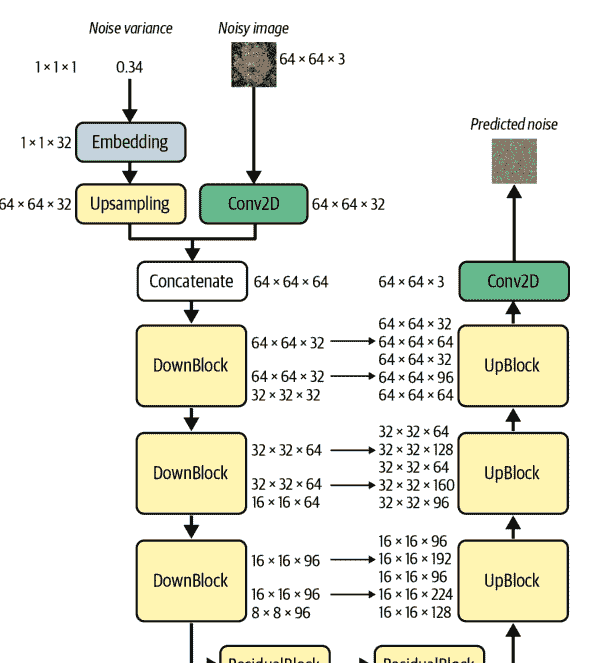 Noise variance
Noisy image
1 × 1 × 1
0.34
64 × 64 × 3
Predicted noise
1 × 1 × 32
Embedding
64 × 64 × 32
Upsampling
Conv2D
64 × 64 × 32
Concatenate
64 × 64 × 64
64 × 64 × 3
Conv2D
DownBlock
64 × 64 × 32
64 × 64 × 32
32 × 32 × 32
64 × 64 × 32
64 × 64 × 64
64 × 64 × 32
64 × 64 × 96
64 × 64 × 64
UpBlock
DownBlock
32 × 32 × 64
32 × 32 × 64
16 × 16 × 64
32 × 32 × 64
32 × 32 × 128
32 × 32 × 64
32 × 32 × 160
32 × 32 × 96
UpBlock
DownBlock
16 × 16 × 96
16 × 16 × 96
8 × 8 × 96
16 × 16 × 96
16 × 16 × 192
16 × 16 × 96
16 × 16 × 224
16 × 16 × 128
UpBlock
ResidualBlock
ResidualBlock